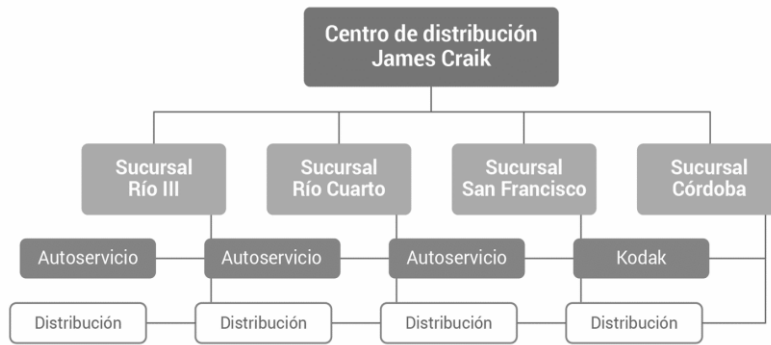 Centro de distribución
James Craik
Sucursal
Río III
Sucursal
Río Cuarto
Sucursal
San Francisco
Sucursal
Córdoba
Autoservicio
Autoservicio
Autoservicio
Kodak
Distribución
Distribución
Distribución
Distribución